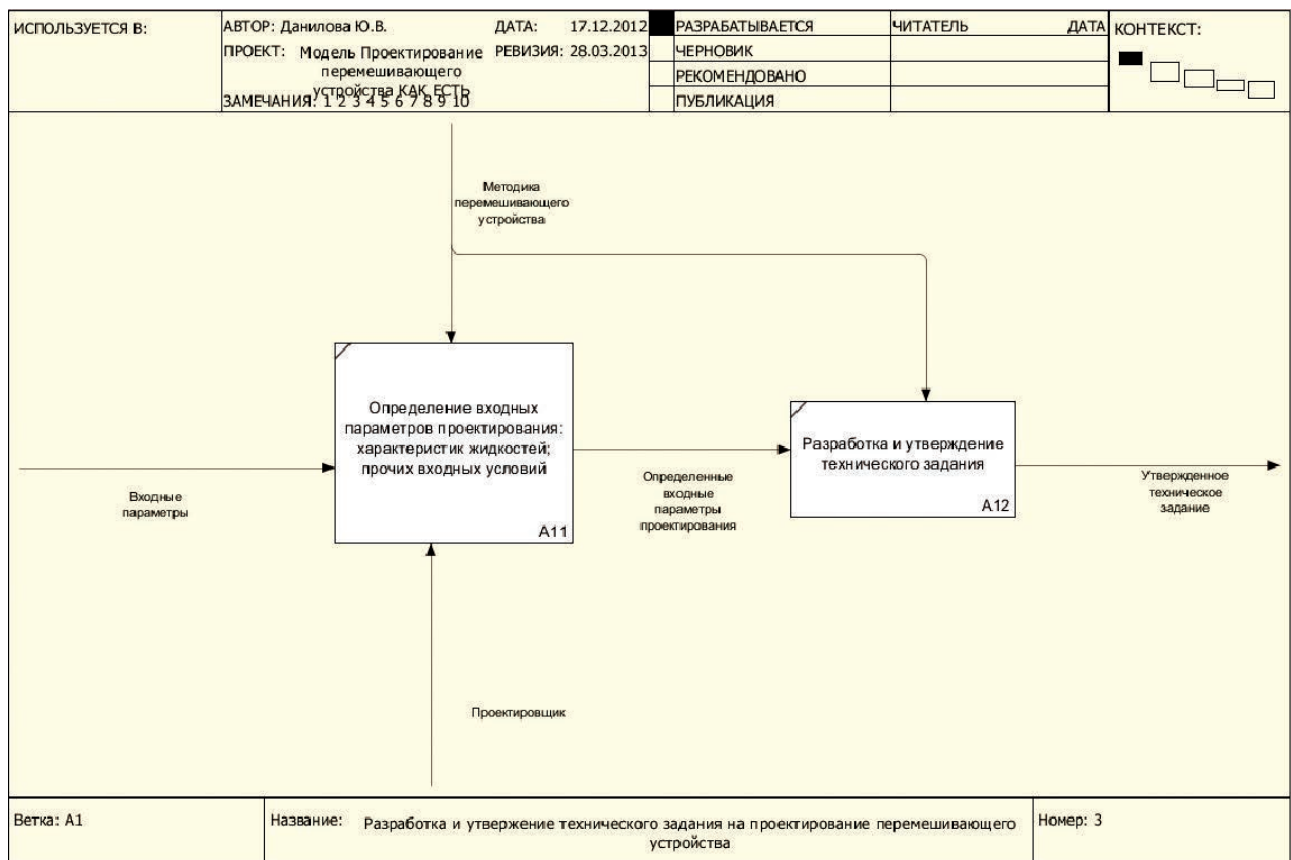 ИСПОЛЬЗУЕТСЯ В:
АВТОР: Данилова Ю.В.
ДАТА: 17.12.2012
ПРОЕКТ: Модель Проектирование
перемешивающего
устройства КАК ЕСТЬ
РЕВИЗИЯ: 28.03.2013
ЗАМЕЧАНИЯ: 1 2 3 4 5 6 7 8 9 10
РАЗРАБАТЫВАЕТСЯ
ЧЕРНОВИК
РЕКОМЕНДОВАНО
ПУБЛИКАЦИЯ
ЧИТАТЕЛЬ
ДАТА
КОНТЕКСТ:
Методика
перемешивающего
устройства
Определение входных
параметров проектирования:
характеристик жидкостей;
прочих входных условий
A11
Разработка и утверждение
технического задания
A12
Входные
параметры
Определенные
входные
параметры
проектирования
Утвержденное
техническое
задание
Проектировщик
Ветка: A1
Название: Разработка и утвержение технического задания на проектирование перемешивающего
устройства
Номер: 3